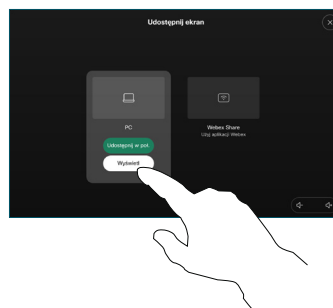 Udostępnij ekran
PC
Webex Share
Użyj aplikacji Webex
Udostępnij w poł.
Wyświetl